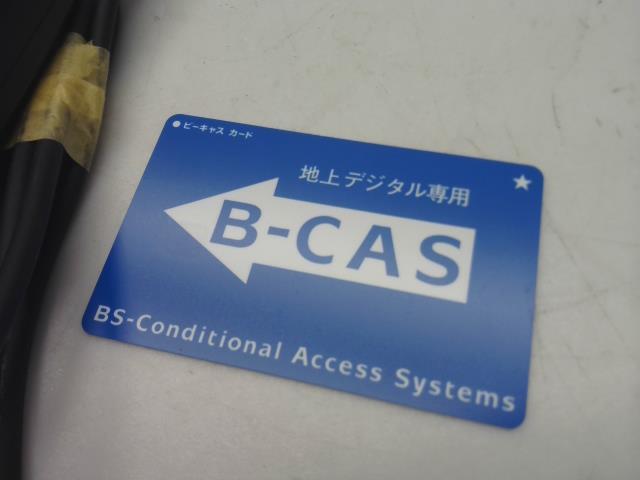 ●ビーキャス カード
地上デジタル専用
★
B-CAS
BS-Conditional Access Systems